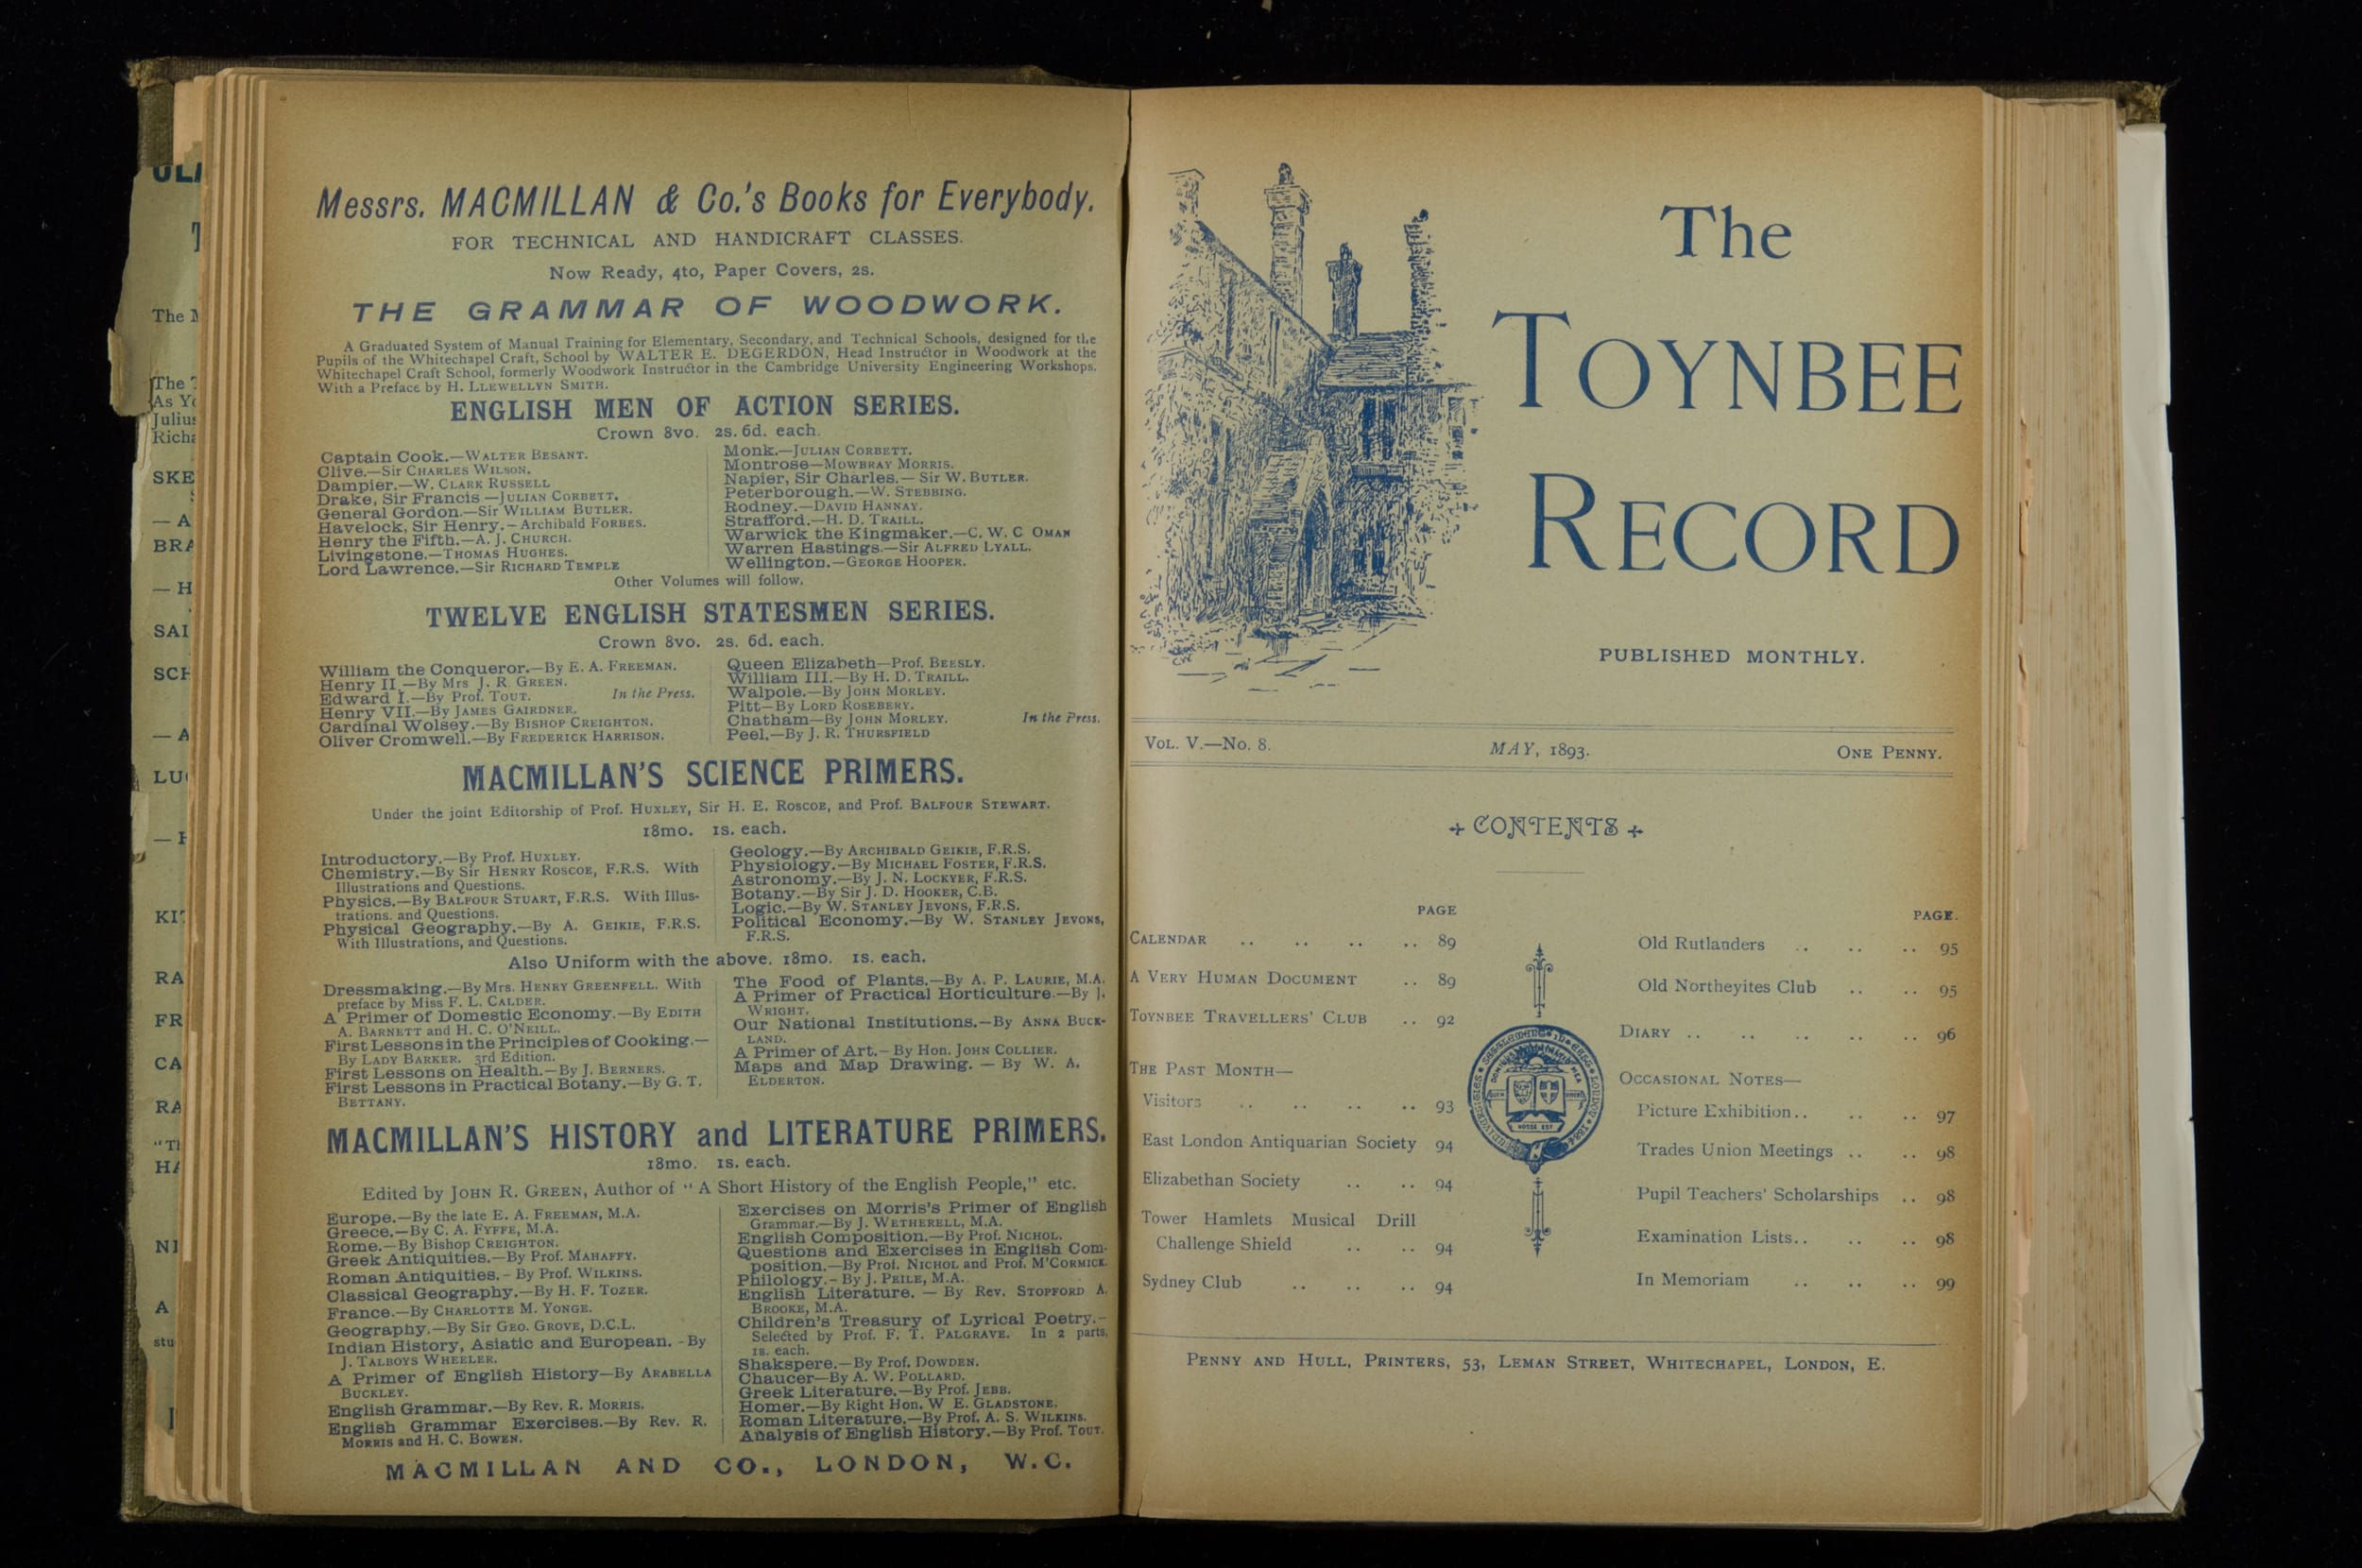 Messrs. MACMILLAN & Co.'s Books for Everybody.
FOR TECHNICAL AND HANDICRAFT CLASSES.
Now Ready, 4to, Paper Covers, 2s.
THE GRAMMAR OF WOODWORK.
A Graduated System of Manual Training for Elementary, Secondary, and Technical Schools, designed for the
Pupils of the Whitechapel Craft, School by WALTER E. DEGERDON, Head Instructor in Woodwork at the
Whitechapel Craft School, formerly Woodwork Instructor in the Cambridge University Engineering Workshops.
With a Preface by H. LLEWELLYN SMITH.
ENGLISH MEN OF ACTION SERIES.
Crown 8vo. 2s. 6d. each.
Captain Cook.—WALTER BESANT.
Clive.—Sir CHARLES WILSON.
Dampier.—W. CLARK RUSSELL
Drake, Sir Francis —JULIAN CORBETT.
General Gordon.—Sir WILLIAM BUTLER.
Havelock, Sir Henry.—Archibald FORBES.
Henry the Fifth.—A. J. CHURCH.
Livingstone.—THOMAS HUGHES.
Lord Lawrence.—Sir RICHARD TEMPLE
Monk.—JULIAN CORBETT.
Montrose—MOWBRAY MORRIS.
Napier, Sir Charles.—Sir W. BUTLER.
Peterborough.—W. STEBBING.
Rodney.—DAVID HANNAY.
Strafford.—H. D. TRAILL.
Warwick the Kingmaker.—C. W. C OMAN
Warren Hastings.—Sir ALFRED LYALL.
Wellington.—GEORGE HOOPER.
Other Volumes will follow.
TWELVE ENGLISH STATESMEN SERIES.
Crown 8vo. 2s. 6d. each.
William the Conqueror.—By E. A. FREEMAN.
Henry II.—By Mrs J. R. GREEN.
Edward I.—By Prof. TOUT. In the Press.
Henry VII.—By JAMES GAIRDNER.
Cardinal Wolsey.—By BISHOP CREIGHTON.
Oliver Cromwell.—By FREDERICK HARRISON.
Queen Elizabeth—Prof. BEESLY.
William III.—By H. D. TRAILL.
Walpole.—By JOHN MORLEY.
Pitt—By LORD ROSEBERY.
Chatham—By JOHN MORLEY. In the Press.
Peel.—By J. R. THURSFIELD
MACMILLAN'S SCIENCE PRIMERS.
Under the joint Editorship of Prof. HUXLEY, Sir H. E. ROSCOE, and Prof. BALFOUR STEWART.
18mo. 1s. each.
Introductory.—By Prof. HUXLEY.
Chemistry.—By Sir HENRY ROSCOE, F.R.S. With
Illustrations and Questions.
Physics.—By BALFOUR STUART, F.R.S. With Illus-
trations. and Questions.
Physical Geography.—By A. GEIKIE, F.R.S.
With Illustrations, and Questions.
Geology.—By ARCHIBALD GEIKIE, F.R.S.
Physiology.—By MICHAEL FOSTER, F.R.S.
Astronomy.—By J. N. LOCKYER, F.R.S.
Botany.—By Sir J. D. HOOKER, C.B.
Logic.—By W. STANLEY JEVONS, F.R.S.
Political Economy.—By W. STANLEY JEVONS,
F.R.S.
Also Uniform with the above. 18mo. 1s. each.
Dressmaking.—By Mrs. HENRY GREENFELL. With
preface by Miss F. L. CALDER.
A Primer of Domestic Economy.—By EDITH
A. BARNETT and H. C. O'NEILL.
First Lessons in the Principles of Cooking.—
By LADY BARKER. 3rd Edition.
First Lessons on Health.—By J. BERNERS.
First Lessons in Practical Botany.—By G. T.
BETTANY.
The Food of Plants.—By A. P. LAURIE, M.A.
A Primer of Practical Horticulture.—By J.
WRIGHT.
Our National Institutions.—By ANNA BUCK-
LAND.
A Primer of Art.—By Hon. JOHN COLLIER.
Maps and Map Drawing. — By W. A.
ELDERTON.
MACMILLAN'S HISTORY and LITERATURE PRIMERS.
18mo. 1s. each.
Edited by JOHN R. GREEN, Author of "A Short History of the English People," etc.
Europe.—By the late E. A. FREEMAN, M.A.
Greece.—By C. A. FYFFE, M.A.
Rome.—By Bishop CREIGHTON.
Greek Antiquities.—By Prof. MAHAFFY.
Roman Antiquities.—By Prof. WILKINS.
Classical Geography.—By H. F. TOZER.
France.—By CHARLOTTE M. YONGE.
Geography.—By Sir GEO. GROVE, D.C.L.
Indian History, Asiatic and European.—By
J. TALBOYS WHEELER.
A Primer of English History—By ARABELLA
BUCKLEY.
English Grammar.—By Rev. R. MORRIS.
English Grammar Exercises.—By Rev. R.
MORRIS and H. C. BOWEN.
Exercises on Morris's Primer of English
Grammar.—By J. WETHERELL, M.A.
English Composition.—By Prof. NICHOL.
Questions and Exercises in English Com-
position.—By Prof. NICHOL and Prof. M'CORMICK.
Philology.—By J. PEILE, M.A.
English Literature. — By Rev. STOPFORD A.
BROOKE, M.A.
Children's Treasury of Lyrical Poetry.—
Selected by Prof. F. T. PALGRAVE. In 2 parts,
1s. each.
Shakspere.—By Prof. DOWDEN.
Chaucer—By A. W. POLLARD.
Greek Literature.—By Prof. JEBB.
Homer.—By Right Hon. W E. GLADSTONE.
Roman Literature.—By Prof. A. S. WILKINS.
Analysis of English History.—By Prof. TOUT.
MACMILLAN AND CO., LONDON, W.C.
The
TOYNBEE
RECORD
PUBLISHED MONTHLY.
VOL. V.—No. 8. MAY, 1893. ONE PENNY.
CONTENTS
PAGE
CALENDAR .. .. .. .. 89
A VERY HUMAN DOCUMENT .. 89
TOYNBEE TRAVELLERS' CLUB .. 92
THE PAST MONTH—
Visitors .. .. .. .. 93
East London Antiquarian Society 94
Elizabethan Society .. .. 94
Tower Hamlets Musical Drill
Challenge Shield .. .. 94
Sydney Club .. .. .. 94
PAGE.
Old Rutlanders .. .. .. 95
Old Northeyites Club .. .. 95
DIARY .. .. .. .. .. 96
OCCASIONAL NOTES—
Picture Exhibition.. .. .. 97
Trades Union Meetings .. .. 98
Pupil Teachers' Scholarships .. 98
Examination Lists.. .. .. 98
In Memoriam .. .. .. 99
PENNY AND HULL, PRINTERS, 53, LEMAN STREET, WHITECHAPEL, LONDON, E.